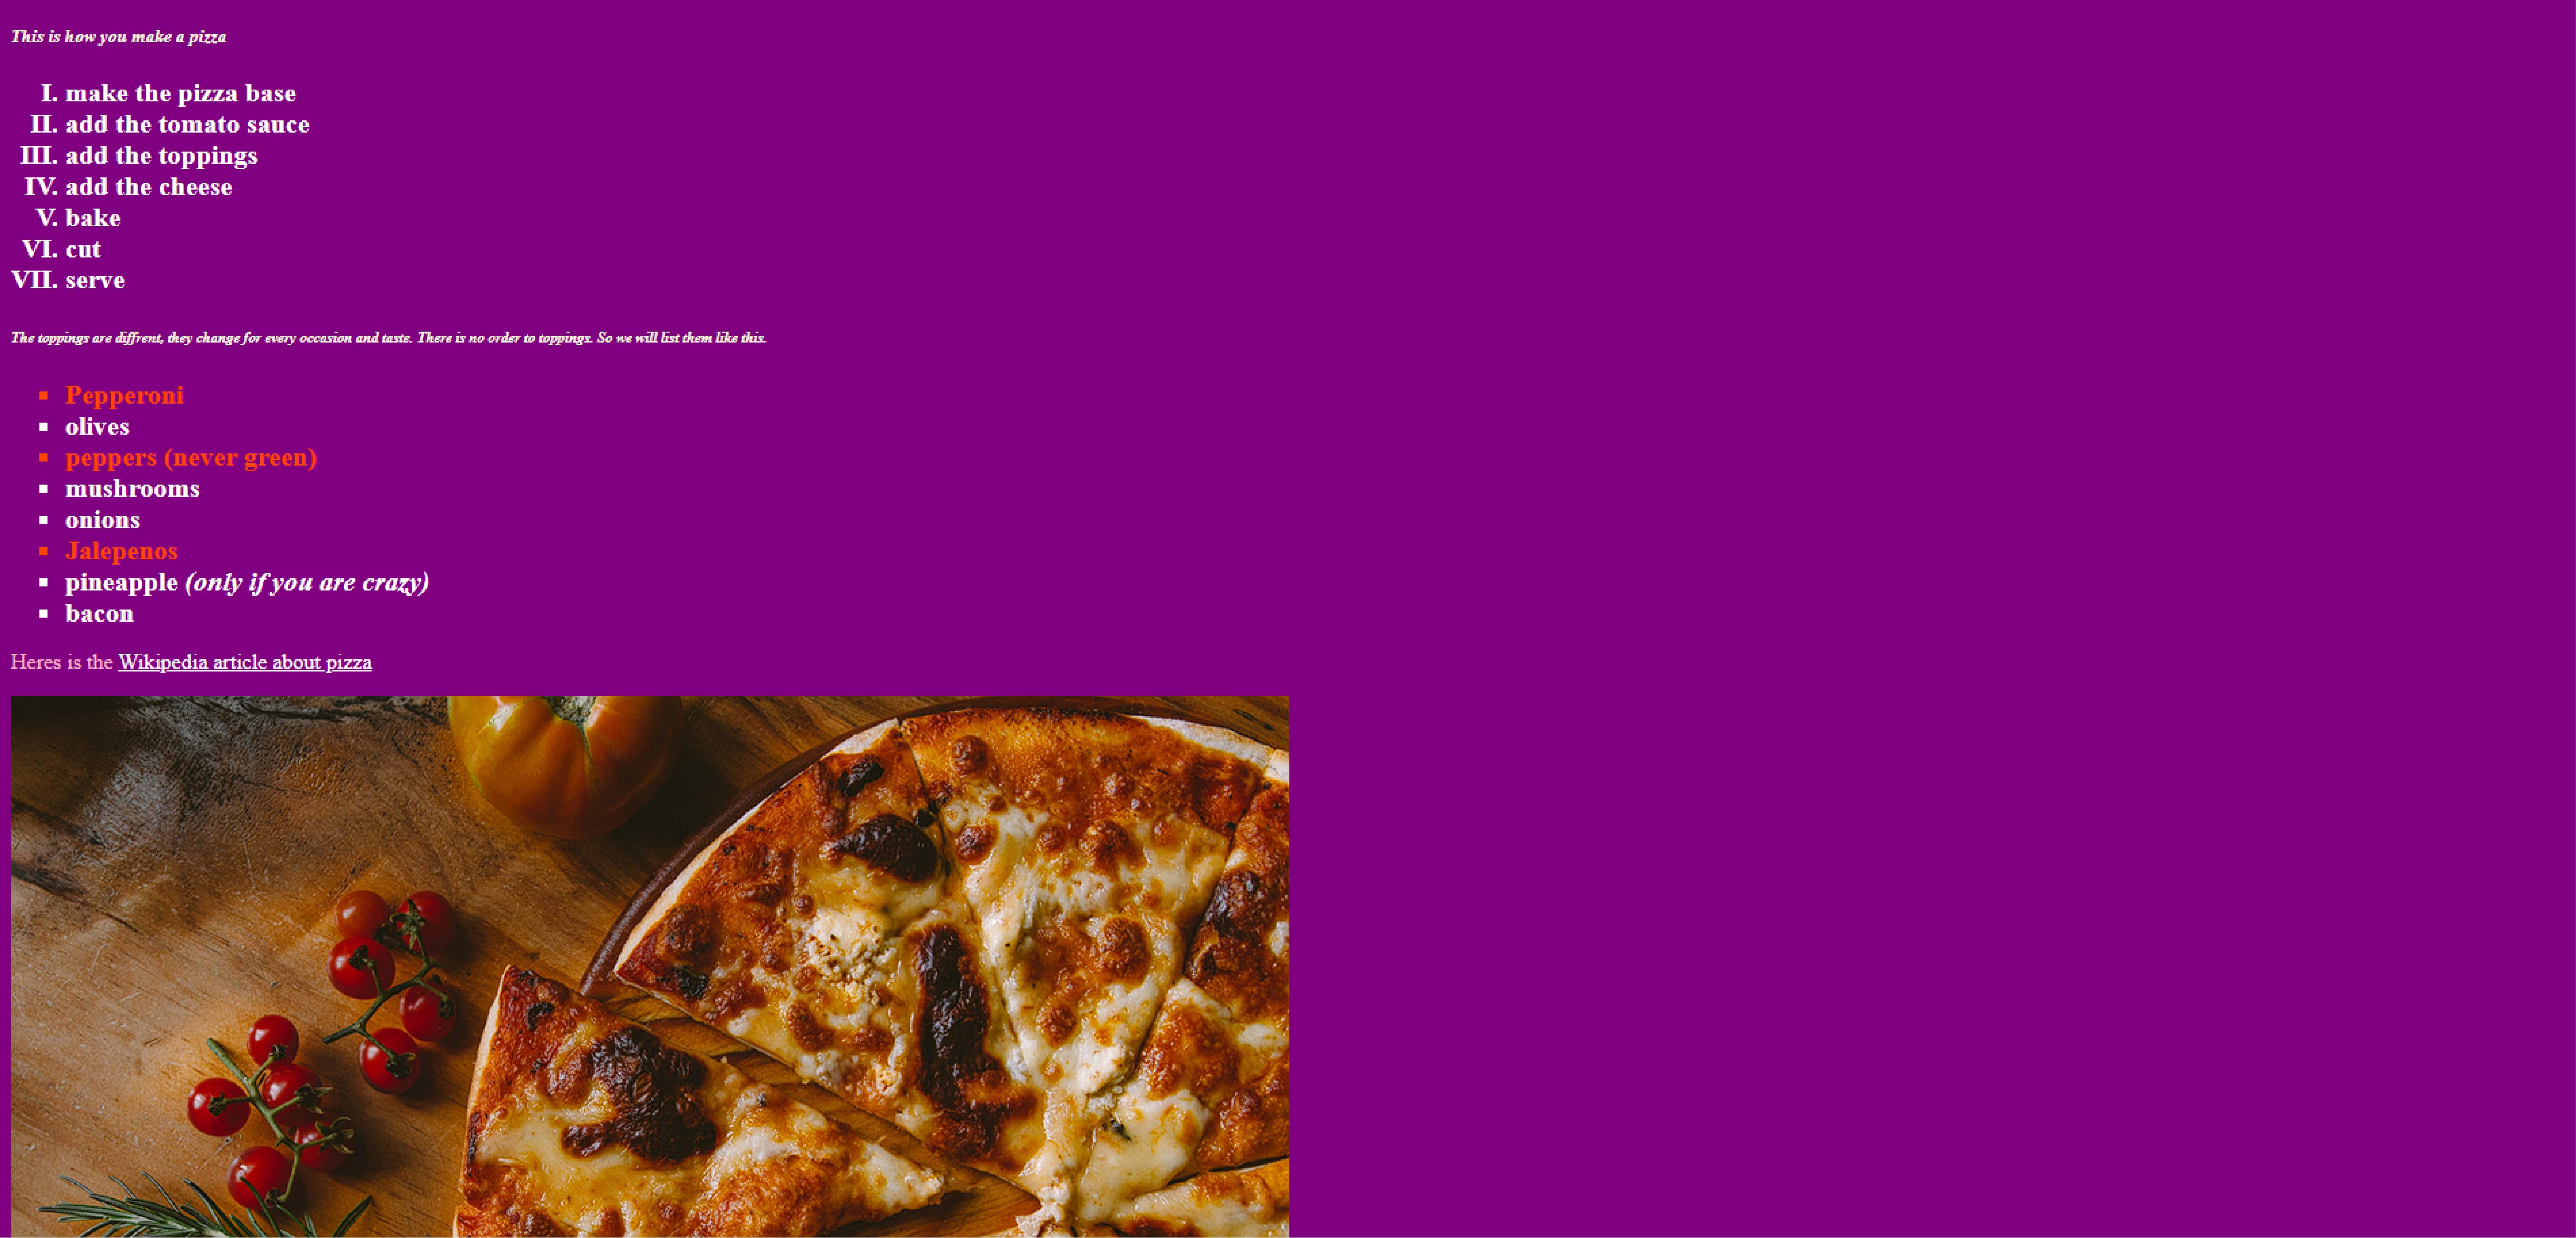 This is how you make a pizza
I. make the pizza base
II. add the tomato sauce
III. add the toppings
IV. add the cheese
V. bake
VI. cut
VII. serve
The toppings are diffrent, they change for every occasion and taste. There is no order to toppings. So we will list them like this.
▪ Pepperoni
▪ olives
▪ peppers (never green)
▪ mushrooms
▪ onions
▪ Jalepenos
▪ pineapple (only if you are crazy)
▪ bacon
Heres is the Wikipedia article about pizza